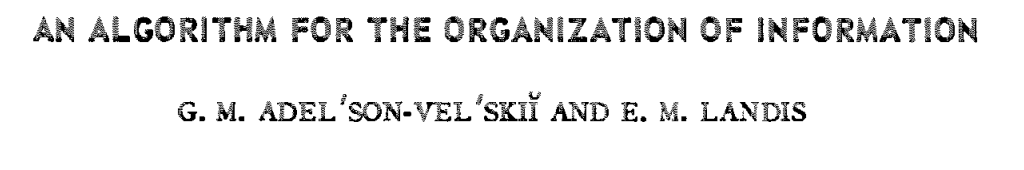 AN ALGORITHM FOR THE ORGANIZATION OF INFORMATION
G. M. ADEL'SON-VEL'SKIĬ AND E. M. LANDIS